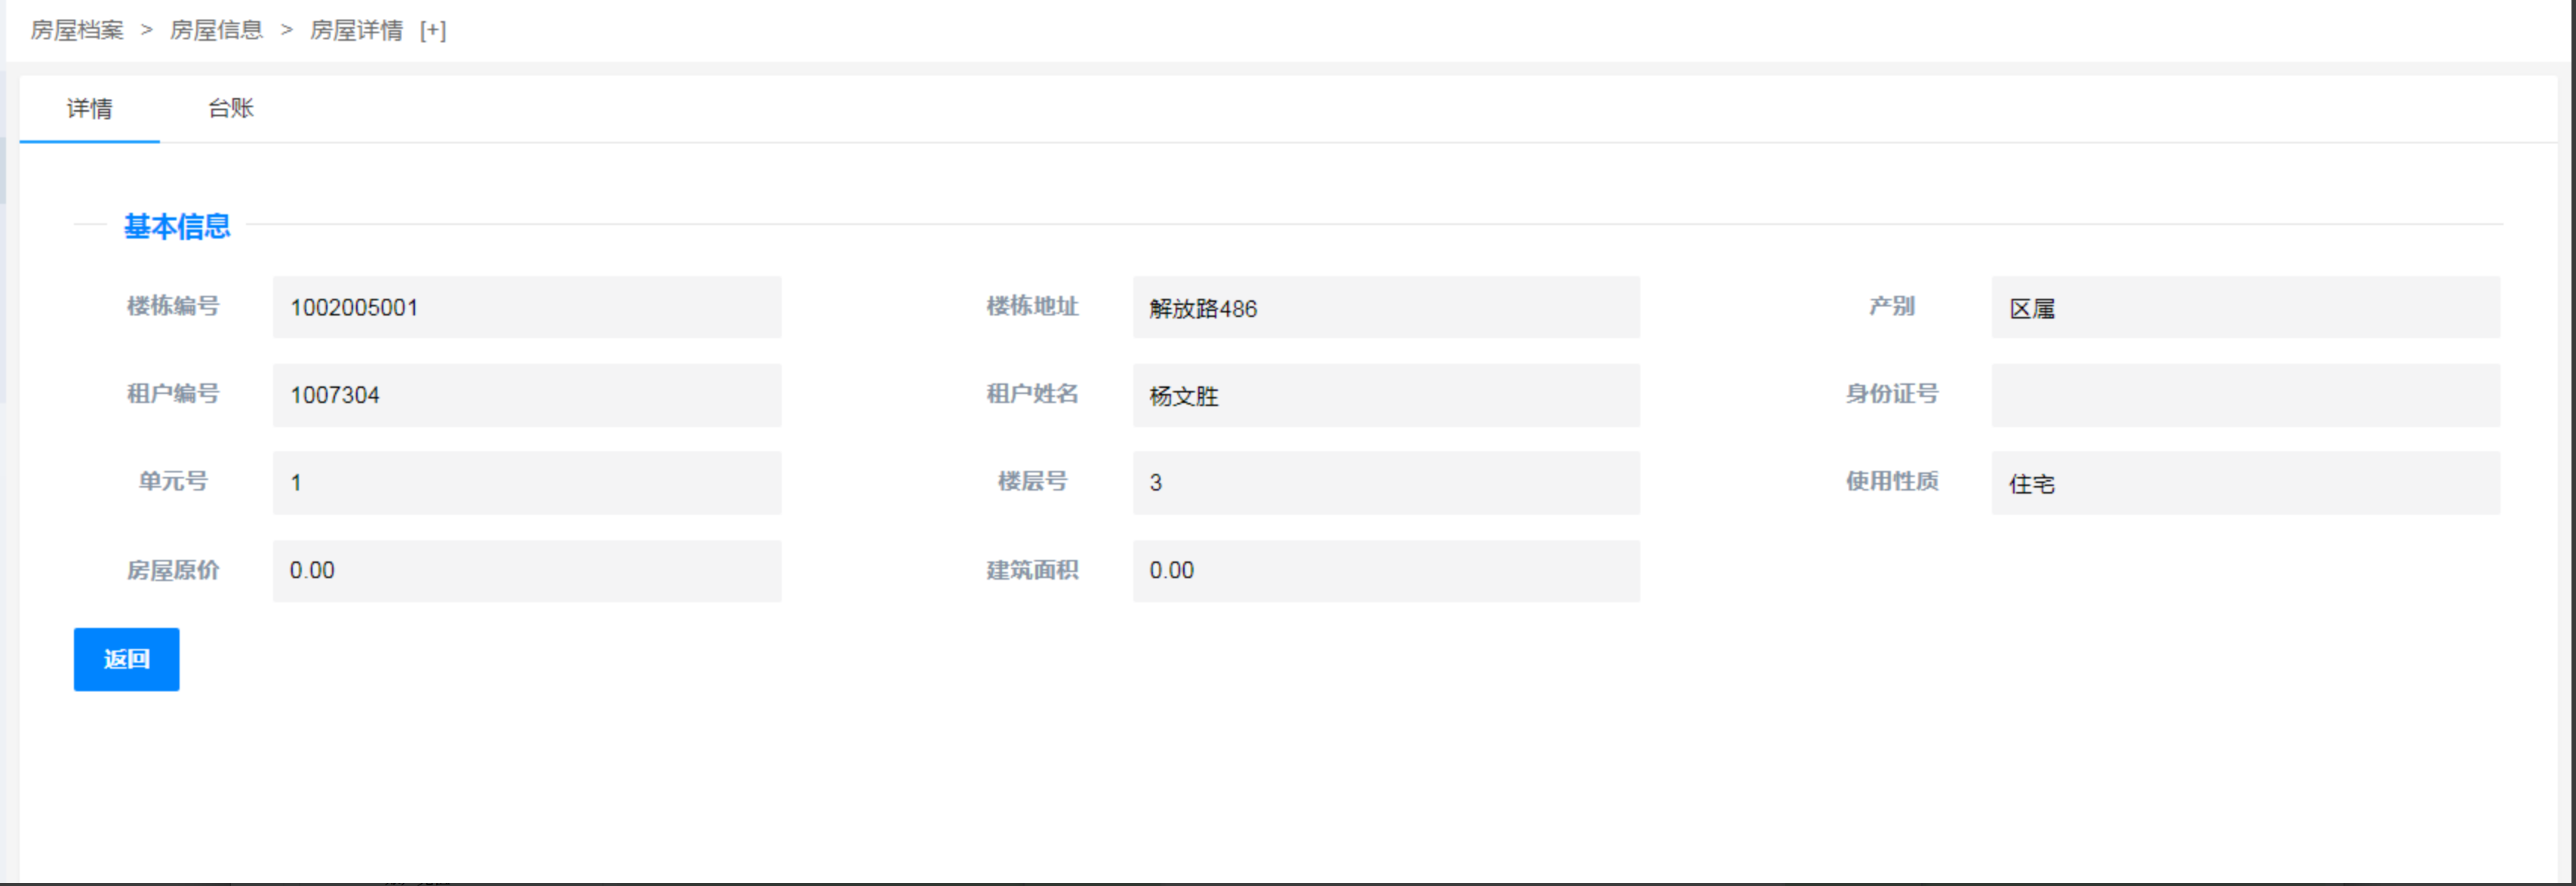 房屋档案 > 房屋信息 > 房屋详情 [+]
详情 台账
基本信息
楼栋编号 1002005001 楼栋地址 解放路486 产别 区属
租户编号 1007304 租户姓名 杨文胜 身份证号
单元号 1 楼层号 3 使用性质 住宅
房屋原价 0.00 建筑面积 0.00
返回